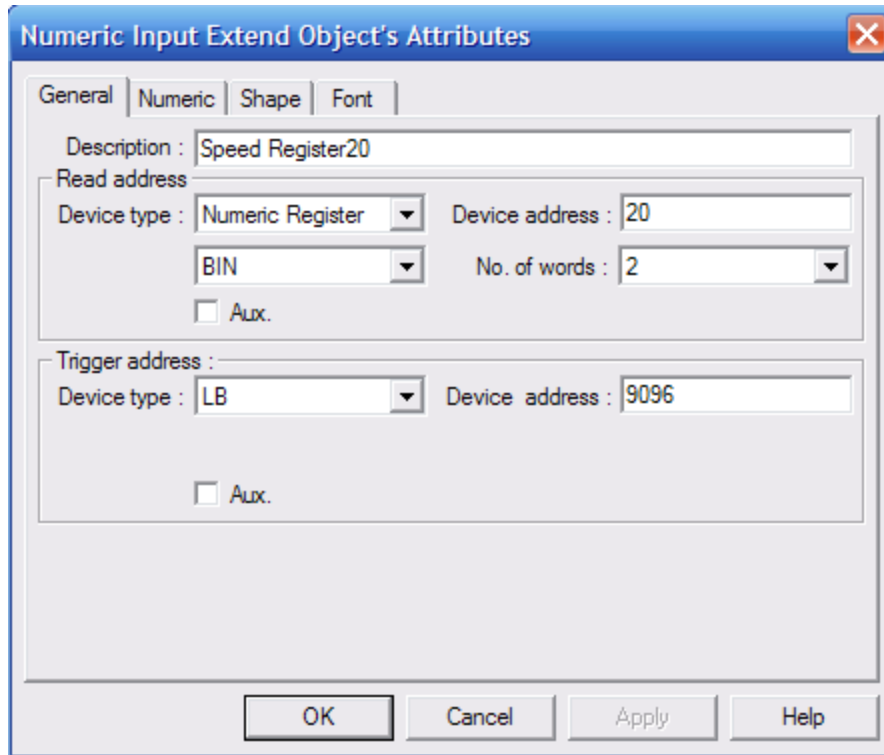 Numeric Input Extend Object's Attributes
General Numeric Shape Font
Description : Speed Register20
Read address
Device type : Numeric Register Device address : 20
BIN No. of words : 2
Aux.
Trigger address :
Device type : LB Device address : 9096
Aux.
OK Cancel Apply Help